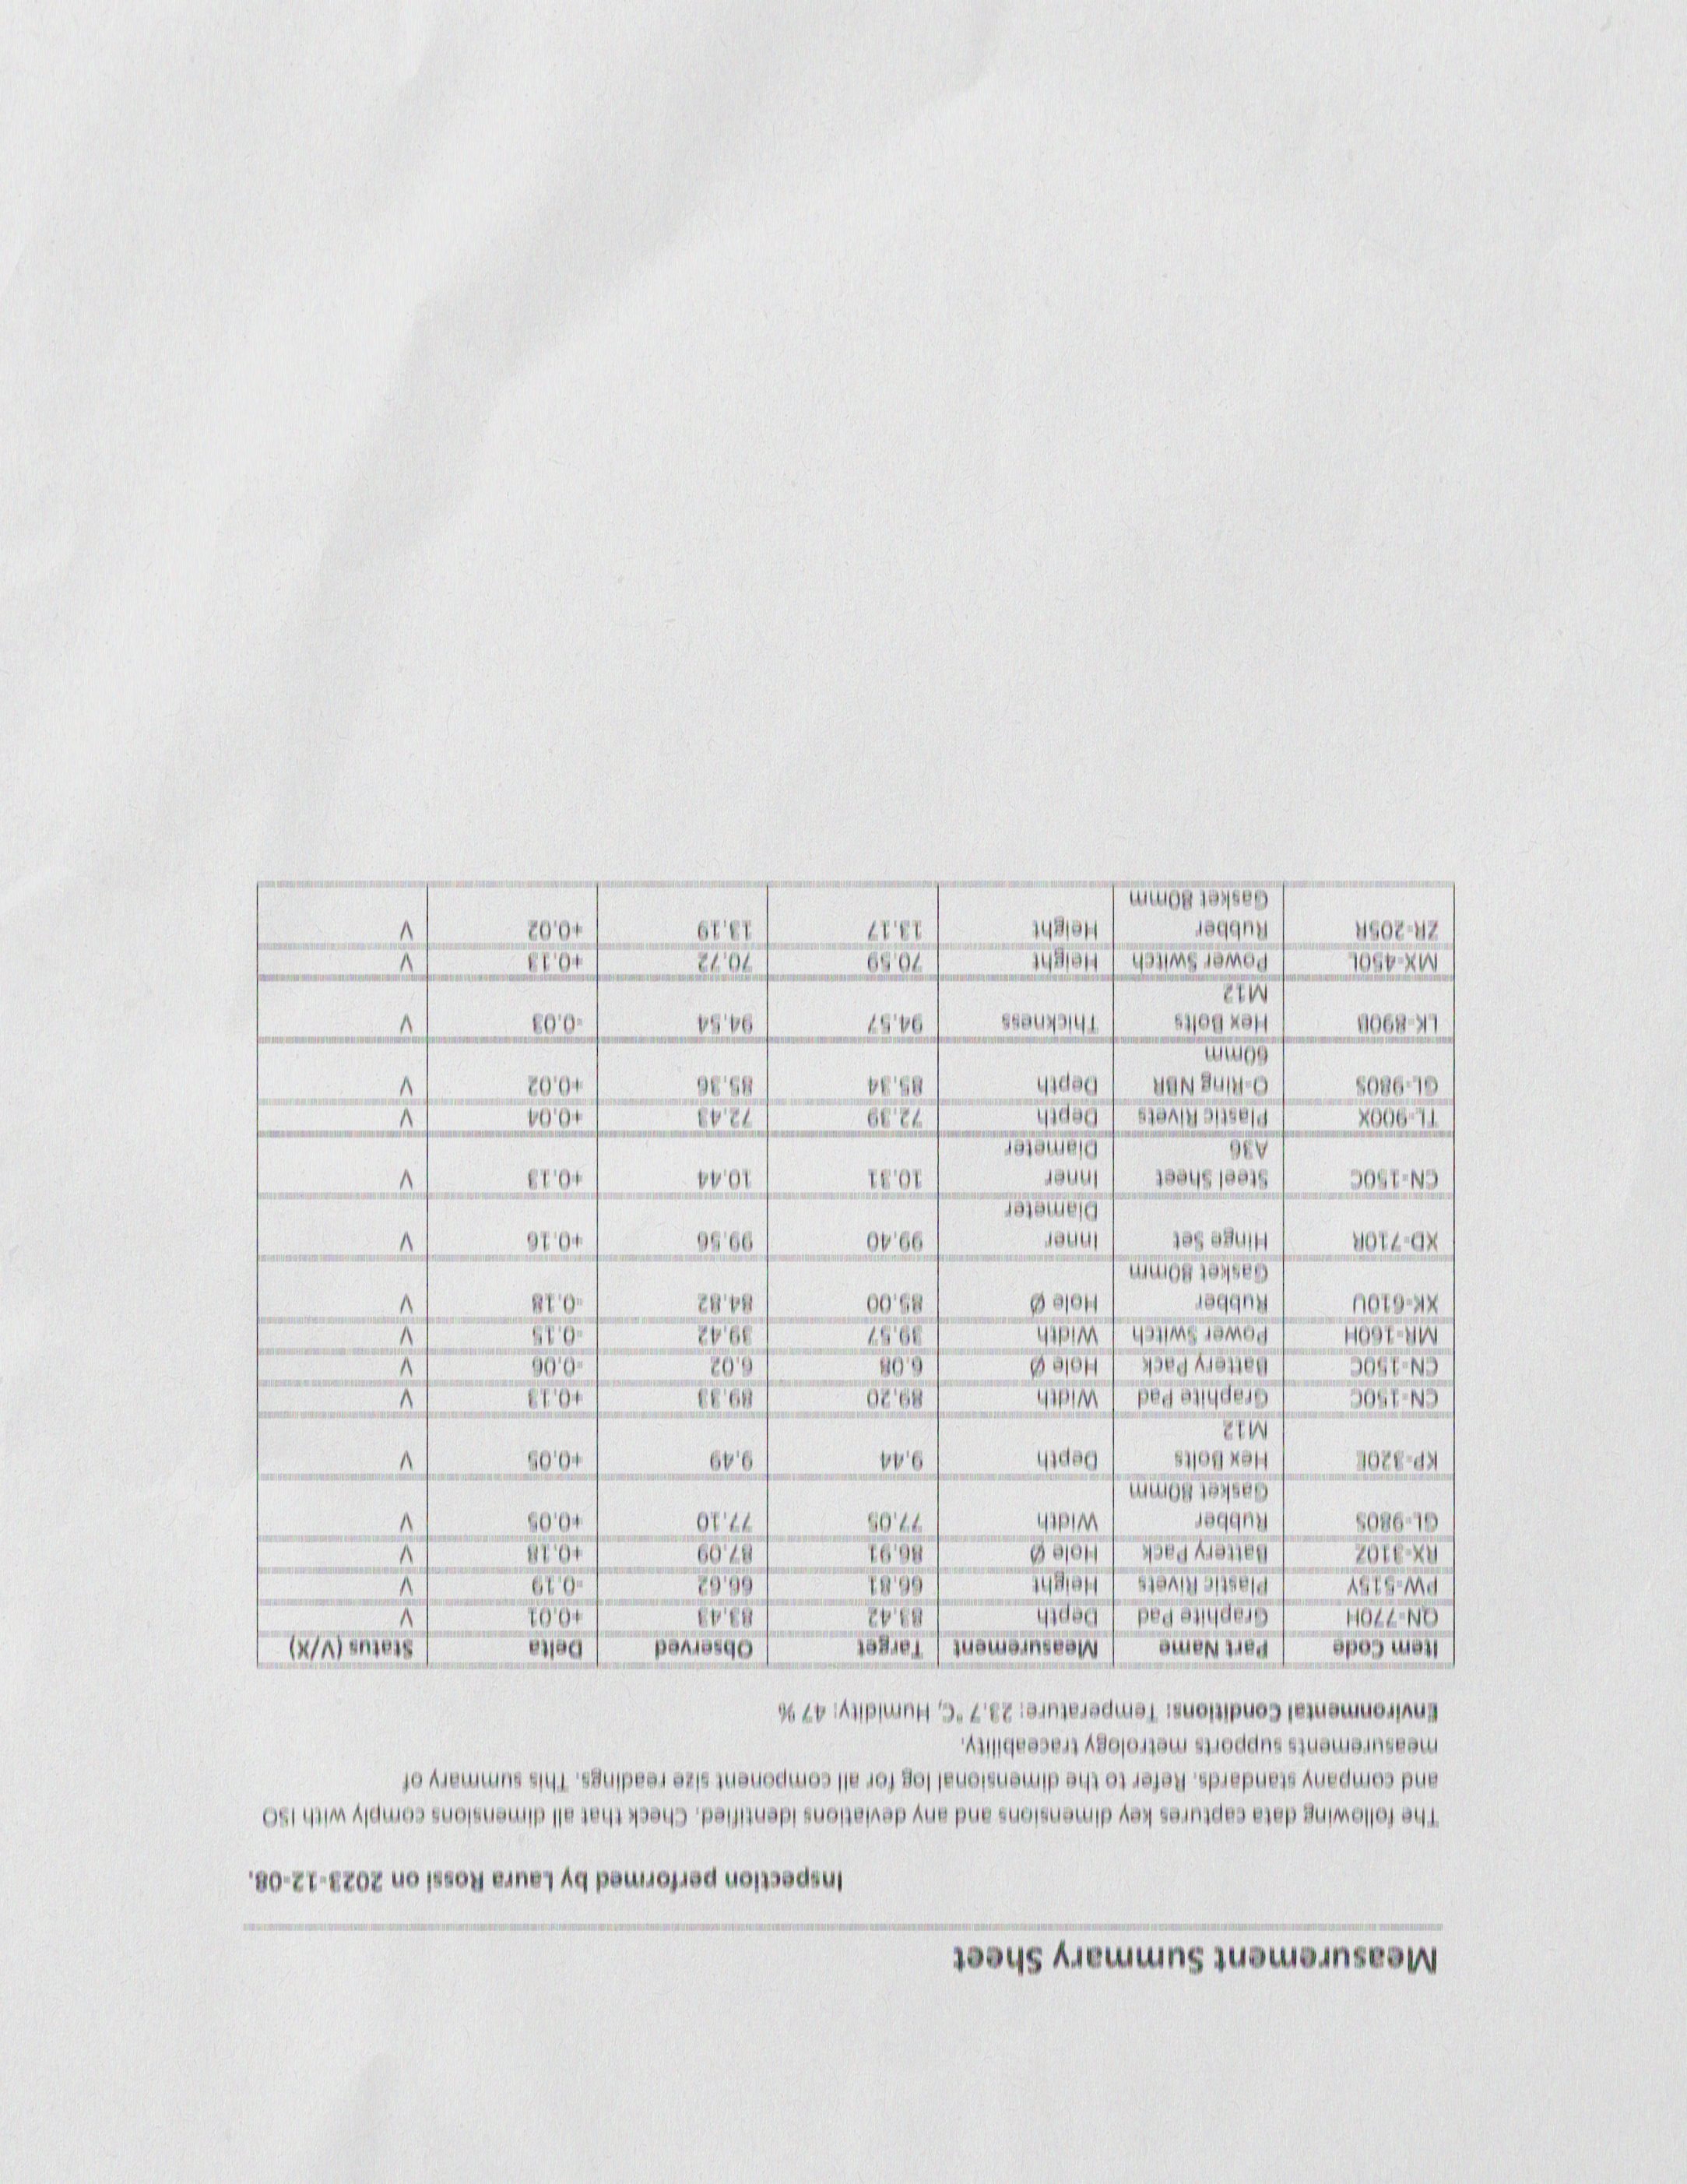 Measurement Summary Sheet
Inspection performed by Laura Rossi on 2023-12-08.
The following data captures key dimensions and any deviations identified. Check that all dimensions comply with ISO
and company standards. Refer to the dimensional log for all component size readings. This summary of
measurements supports metrology traceability.
Environmental Conditions: Temperature: 23.7 °C, Humidity: 47 %
Item Code Part Name Measurement Target Observed Delta Status (V/X)
QN-770H Graphite Pad Depth 83.42 83.43 +0.01 V
PW-515Y Plastic Rivets Height 66.81 66.62 -0.19 V
RX-310Z Battery Pack Hole Ø 86.91 87.09 +0.18 V
GL-980S Rubber Width 77.05 77.10 +0.05 V
Gasket 80mm
KP-320E Hex Bolts Depth 9.44 9.49 +0.05 V
M12
CN-150C Graphite Pad Width 89.20 89.33 +0.13 V
CN-150C Battery Pack Hole Ø 6.08 6.02 -0.06 V
MR-160H Power Switch Width 39.57 39.42 -0.15 V
XK-610U Rubber Hole Ø 85.00 84.82 -0.18 V
Gasket 80mm
XD-710R Hinge Set Inner 99.40 99.56 +0.16 V
Diameter
CN-150C Steel Sheet Inner 10.31 10.44 +0.13 V
A36 Diameter
TL-900X Plastic Rivets Depth 72.39 72.43 +0.04 V
GL-980S O-Ring NBR Depth 85.34 85.36 +0.02 V
60mm
LK-890B Hex Bolts Thickness 94.57 94.54 -0.03 V
M12
MX-450L Power Switch Height 70.59 70.72 +0.13 V
ZR-205R Rubber Height 13.17 13.19 +0.02 V
Gasket 80mm